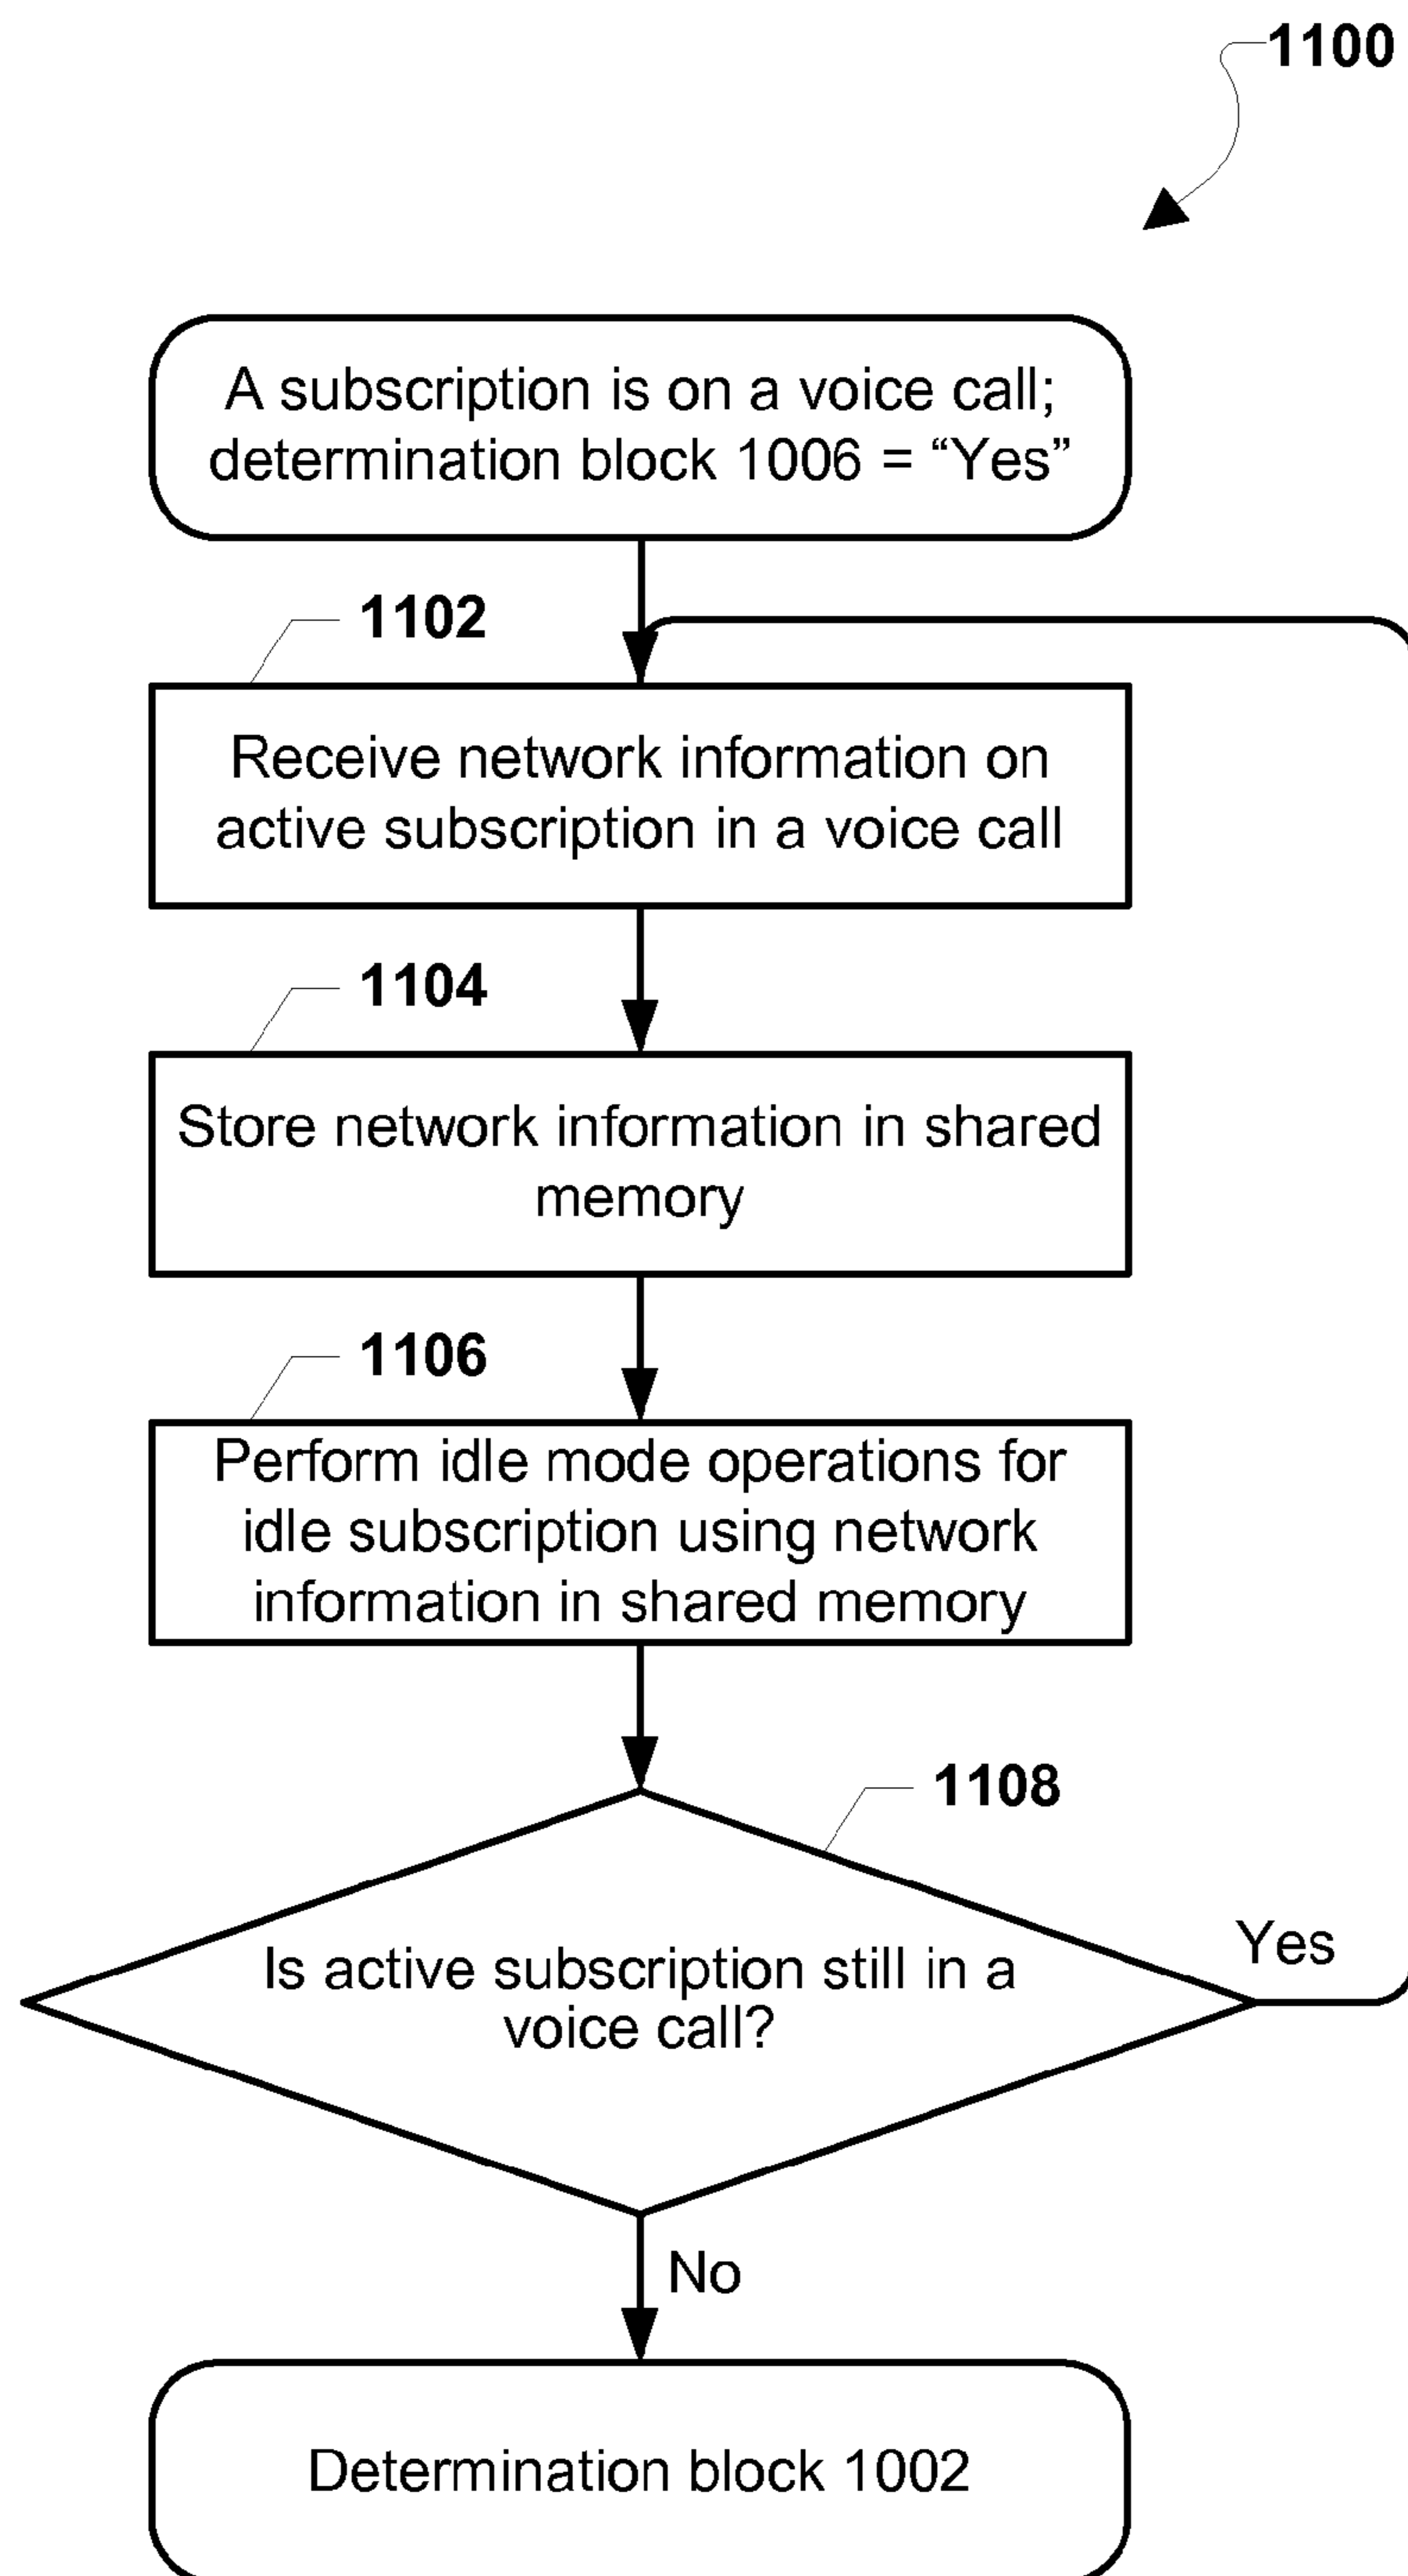 1100
A subscription is on a voice call;
determination block 1006 = “Yes”
1102
Receive network information on
active subscription in a voice call
1104
Store network information in shared
memory
1106
Perform idle mode operations for
idle subscription using network
information in shared memory
1108
Is active subscription still in a
voice call?
Yes
No
Determination block 1002